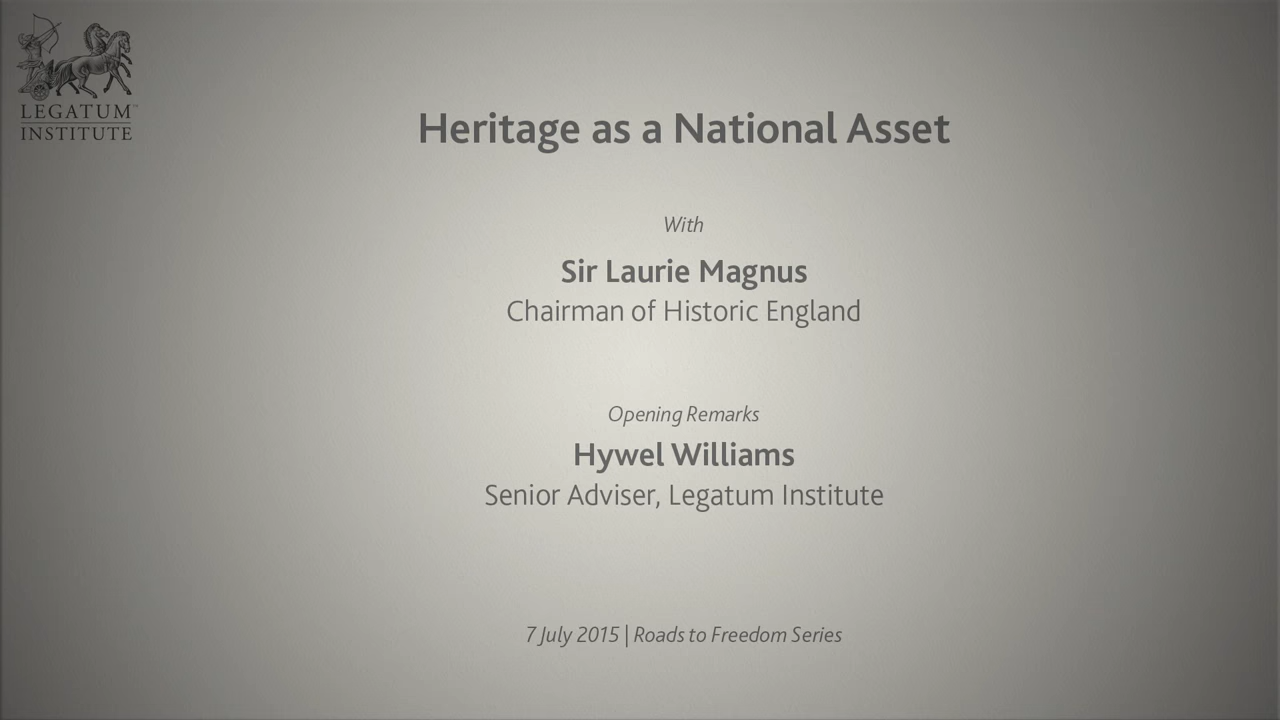 LEGATUM™
INSTITUTE
Heritage as a National Asset
With
Sir Laurie Magnus
Chairman of Historic England
Opening Remarks
Hywel Williams
Senior Adviser, Legatum Institute
7 July 2015 | Roads to Freedom Series